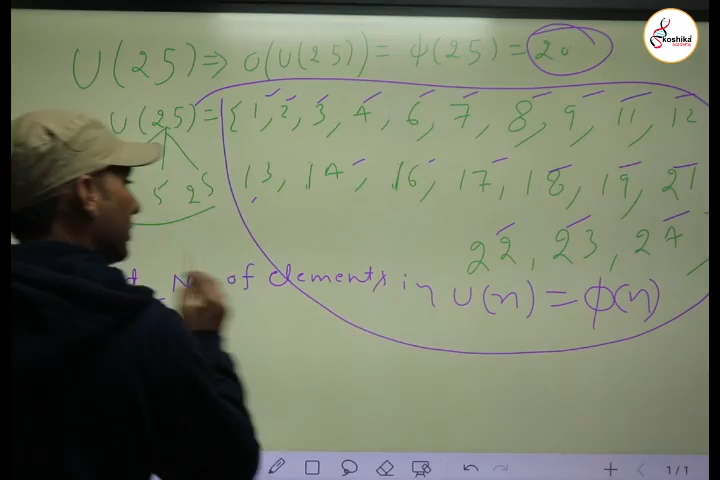 U(25) ⇒ O(U(25)) = φ(25) = 20
U(25) = {1, 2, 3, 4, 6, 7, 8, 9, 11, 12
5 25
13, 14, 16, 17, 18, 19, 21
22, 23, 24,
of elements in U(n) = φ(n)
koshika
academy
1/1